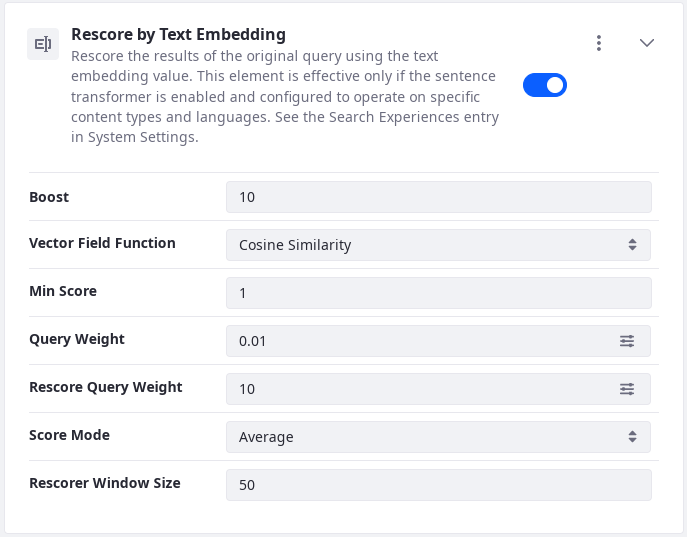 Rescore by Text Embedding
Rescore the results of the original query using the text
embedding value. This element is effective only if the sentence
transformer is enabled and configured to operate on specific
content types and languages. See the Search Experiences entry
in System Settings.
Boost
10
Vector Field Function
Cosine Similarity
Min Score
1
Query Weight
0.01
Rescore Query Weight
10
Score Mode
Average
Rescorer Window Size
50